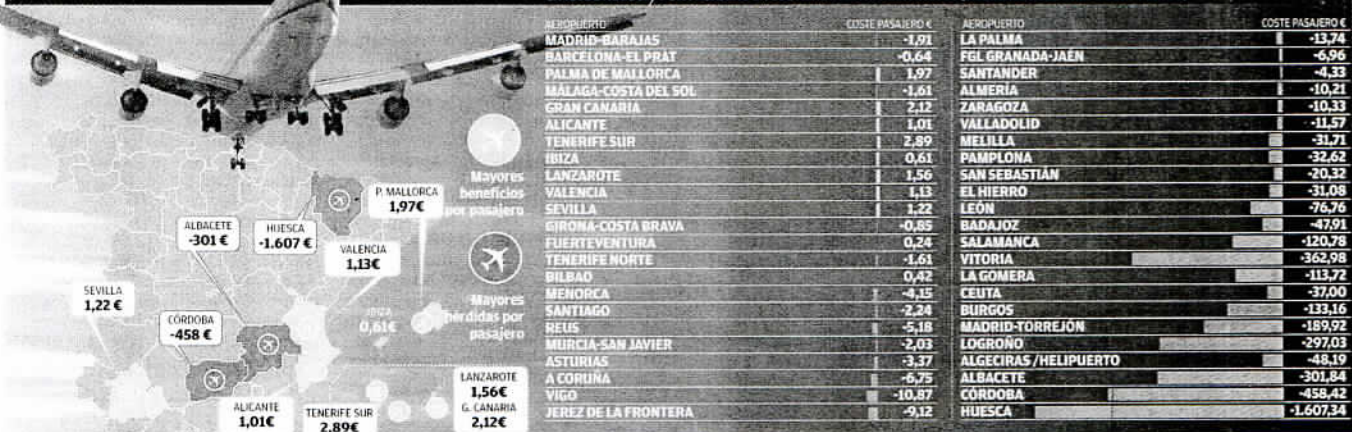 P. MALLORCA
1,97€
ALBACETE
-301 €
HUESCA
-1.607 €
VALENCIA
1,13€
SEVILLA
1,22 €
CÓRDOBA
-458 €
IBIZA
0,61€
ALICANTE
1,01€
TENERIFE SUR
2,89€
LANZAROTE
1,56€
G. CANARIA
2,12€
Mayores
beneficios
por pasajero
Mayores
pérdidas por
pasajero
AEROPUERTO COSTE PASAJERO €
MADRID-BARAJAS -1,91
BARCELONA-EL PRAT -0,64
PALMA DE MALLORCA 1,97
MÁLAGA-COSTA DEL SOL -1,61
GRAN CANARIA 2,12
ALICANTE 1,01
TENERIFE SUR 2,89
IBIZA 0,61
LANZAROTE 1,56
VALENCIA 1,13
SEVILLA 1,22
GIRONA-COSTA BRAVA -0,85
FUERTEVENTURA 0,24
TENERIFE NORTE -1,61
BILBAO 0,42
MENORCA -4,15
SANTIAGO -2,24
REUS -5,18
MURCIA-SAN JAVIER -2,03
ASTURIAS -3,37
A CORUÑA -6,75
VIGO -10,87
JEREZ DE LA FRONTERA -9,12
AEROPUERTO COSTE PASAJERO €
LA PALMA -13,74
FGL GRANADA-JAÉN -6,96
SANTANDER -4,33
ALMERÍA -10,21
ZARAGOZA -10,33
VALLADOLID -11,57
MELILLA -31,71
PAMPLONA -32,62
SAN SEBASTIÁN -20,32
EL HIERRO -31,08
LEÓN -76,76
BADAJOZ -47,91
SALAMANCA -120,78
VITORIA -362,98
LA GOMERA -113,72
CEUTA -37,00
BURGOS -133,16
MADRID-TORREJÓN -189,92
LOGROÑO -297,03
ALGECIRAS /HELIPUERTO -48,19
ALBACETE -301,84
CÓRDOBA -458,42
HUESCA -1.607,34